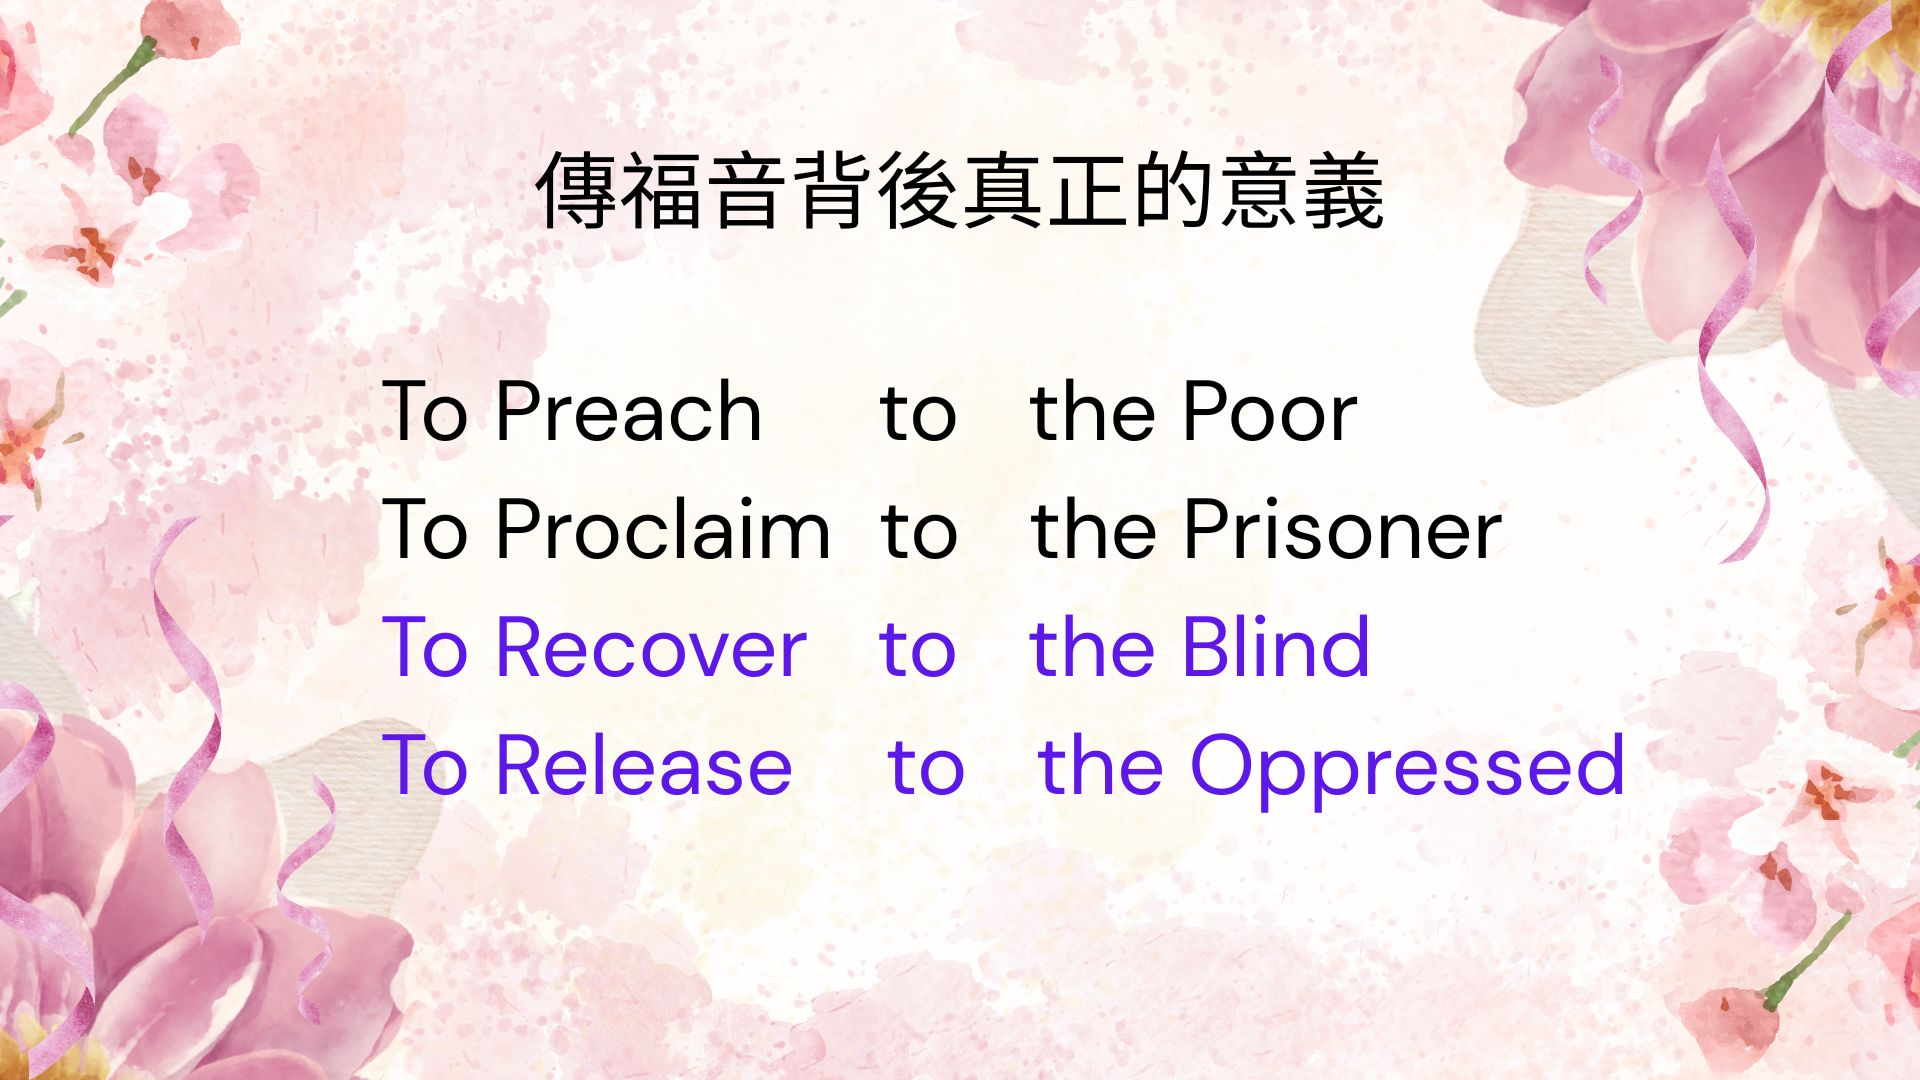 傳福音背後真正的意義
To Preach to the Poor
To Proclaim to the Prisoner
To Recover to the Blind
To Release to the Oppressed